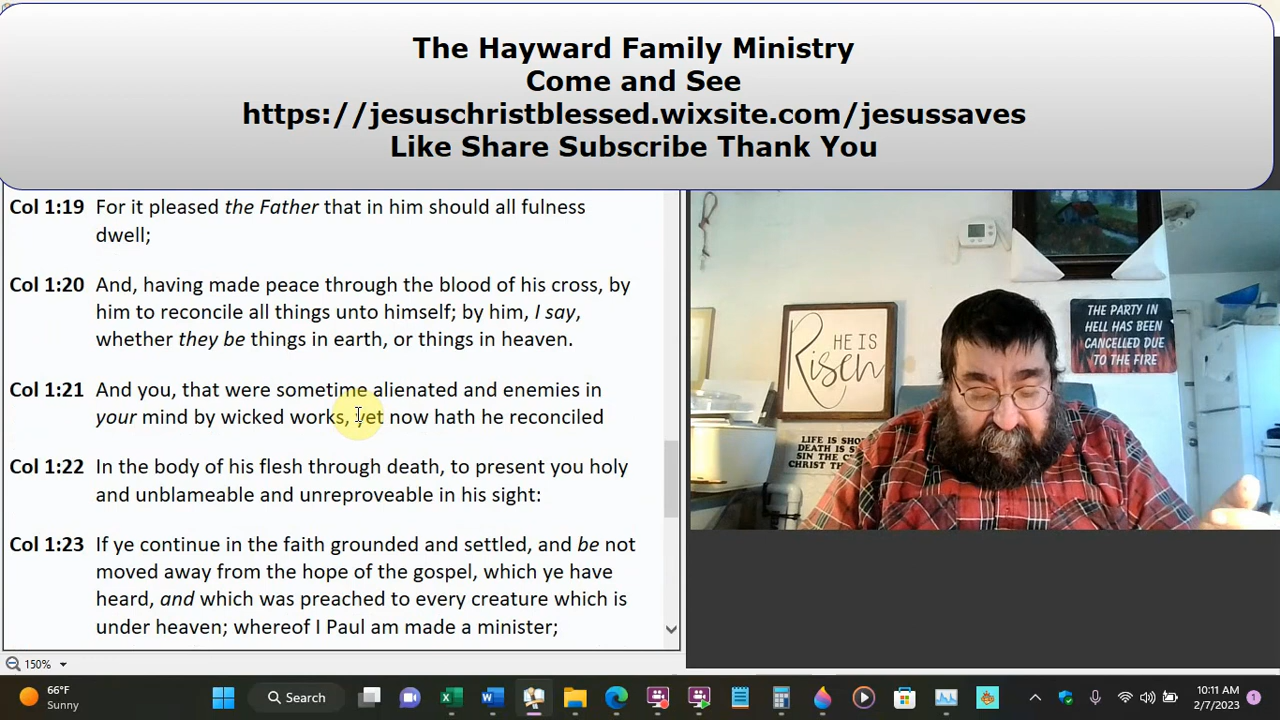 The Hayward Family Ministry
Come and See
https://jesuschristblessed.wixsite.com/jesussaves
Like Share Subscribe Thank You
Col 1:19 For it pleased the Father that in him should all fulness
dwell;
Col 1:20 And, having made peace through the blood of his cross, by
him to reconcile all things unto himself; by him, I say,
whether they be things in earth, or things in heaven.
Col 1:21 And you, that were sometime alienated and enemies in
your mind by wicked works, yet now hath he reconciled
Col 1:22 In the body of his flesh through death, to present you holy
and unblameable and unreproveable in his sight:
Col 1:23 If ye continue in the faith grounded and settled, and be not
moved away from the hope of the gospel, which ye have
heard, and which was preached to every creature which is
under heaven; whereof I Paul am made a minister;
HE IS
Risen
THE PARTY IN
HELL HAS BEEN
CANCELLED DUE
TO THE FIRE
LIFE IS
DEATH IS
SIN THE
CHRIST
150%
66°F
Sunny
Search
10:11 AM
2/7/2023
1